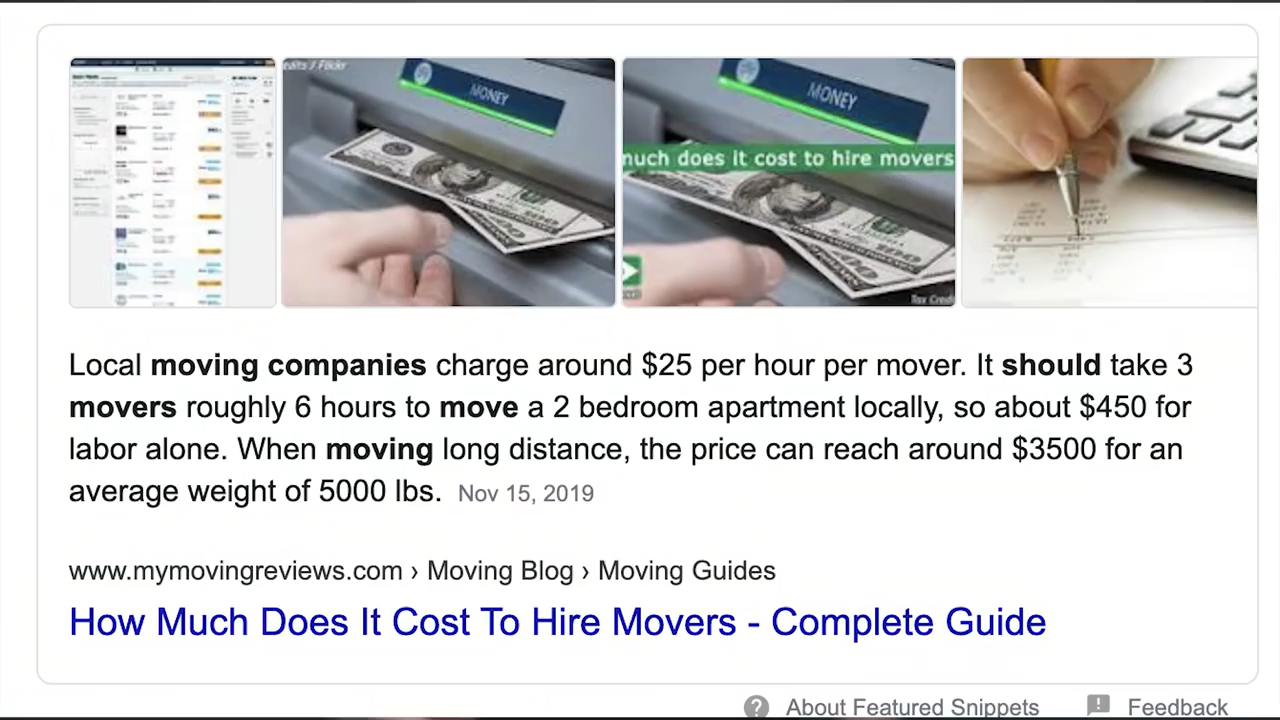 edits / Flickr
MONEY
MONEY
much does it cost to hire movers
Tax Credi
Local moving companies charge around $25 per hour per mover. It should take 3
movers roughly 6 hours to move a 2 bedroom apartment locally, so about $450 for
labor alone. When moving long distance, the price can reach around $3500 for an
average weight of 5000 lbs. Nov 15, 2019
www.mymovingreviews.com › Moving Blog › Moving Guides
How Much Does It Cost To Hire Movers - Complete Guide
About Featured Snippets Feedback